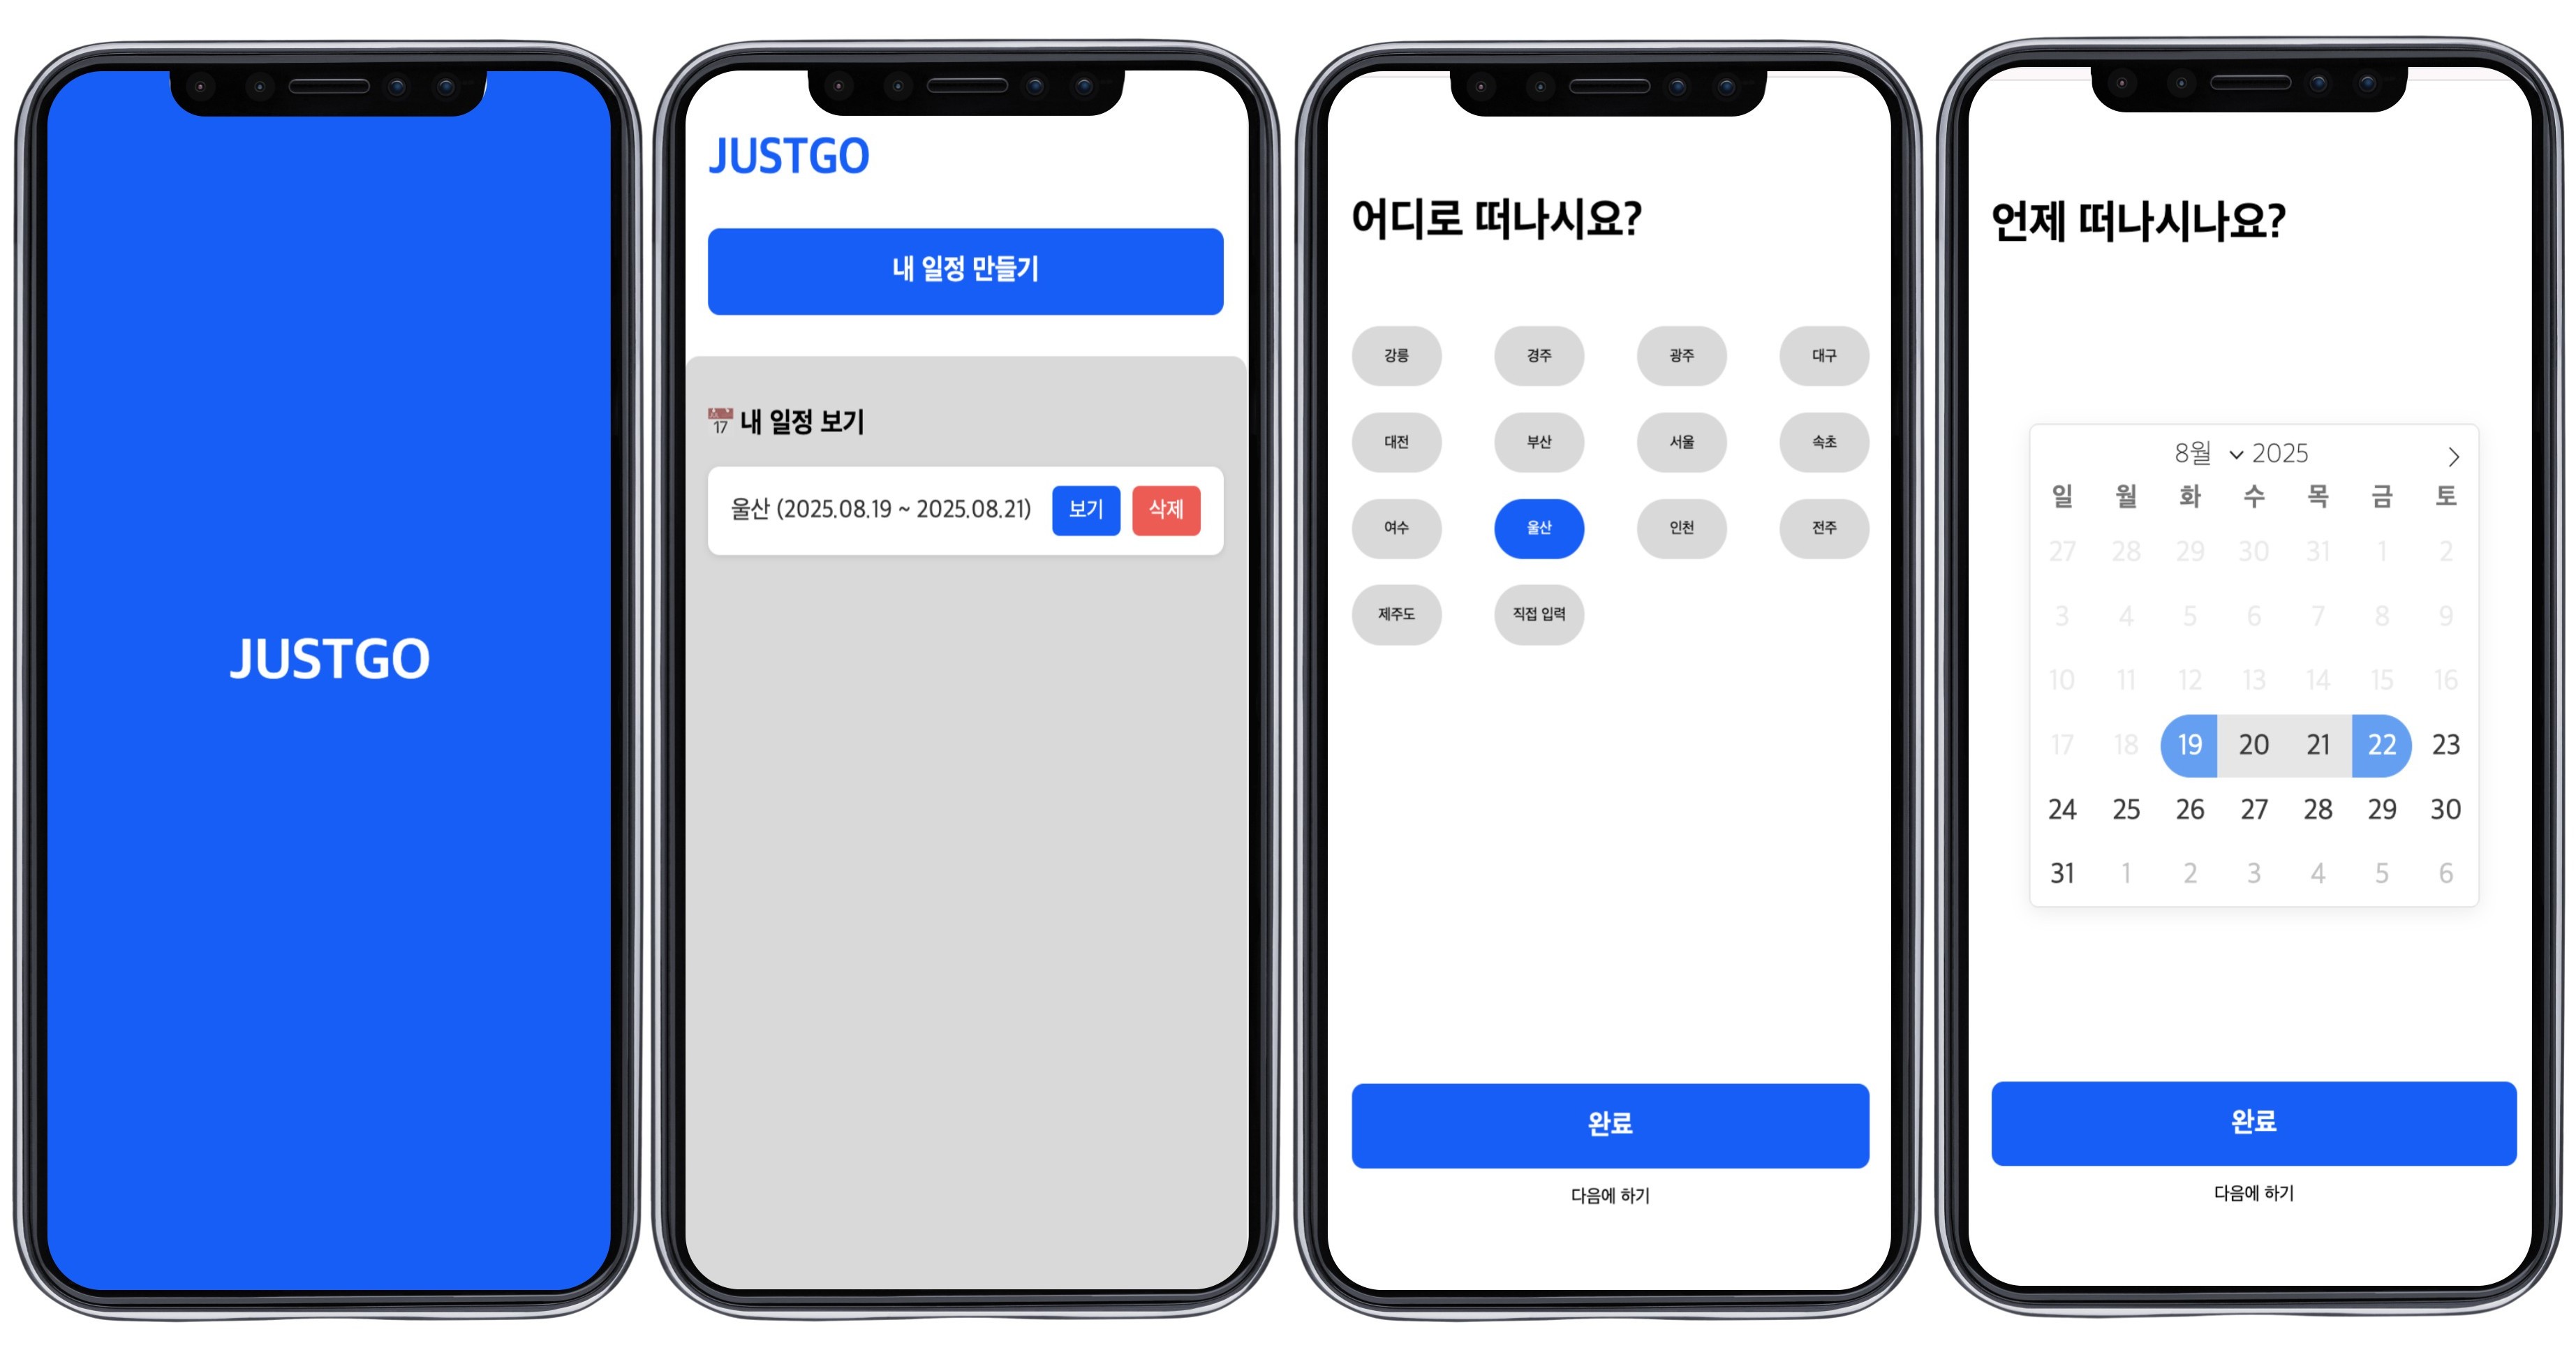 JUSTGO
JUSTGO
내 일정 만들기
17 내 일정 보기
울산 (2025.08.19 ~ 2025.08.21) 보기 삭제
어디로 떠나시요?
강릉 경주 광주 대구
대전 부산 서울 속초
여수 울산 인천 전주
제주도 직접 입력
완료
다음에 하기
언제 떠나시나요?
8월 2025
일 월 화 수 목 금 토
27 28 29 30 31 1 2
3 4 5 6 7 8 9
10 11 12 13 14 15 16
17 18 19 20 21 22 23
24 25 26 27 28 29 30
31 1 2 3 4 5 6
완료
다음에 하기